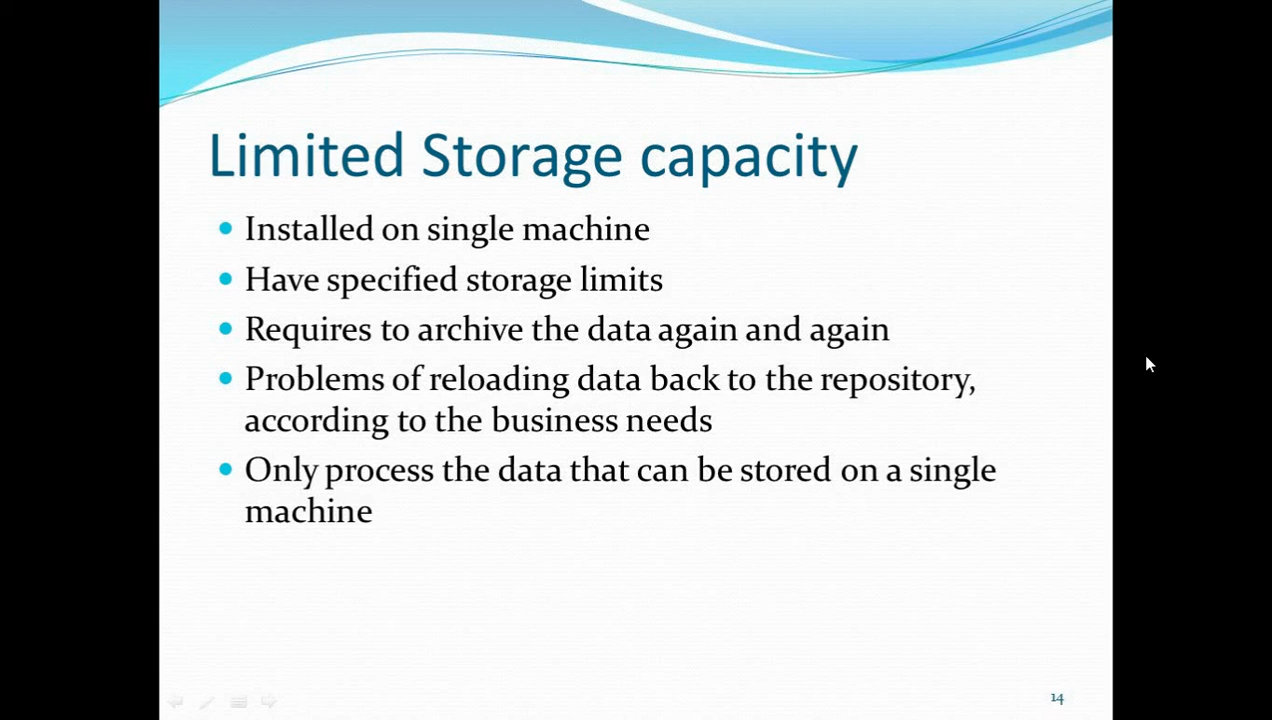 Limited Storage capacity
Installed on single machine
Have specified storage limits
Requires to archive the data again and again
Problems of reloading data back to the repository,
according to the business needs
Only process the data that can be stored on a single
machine
14